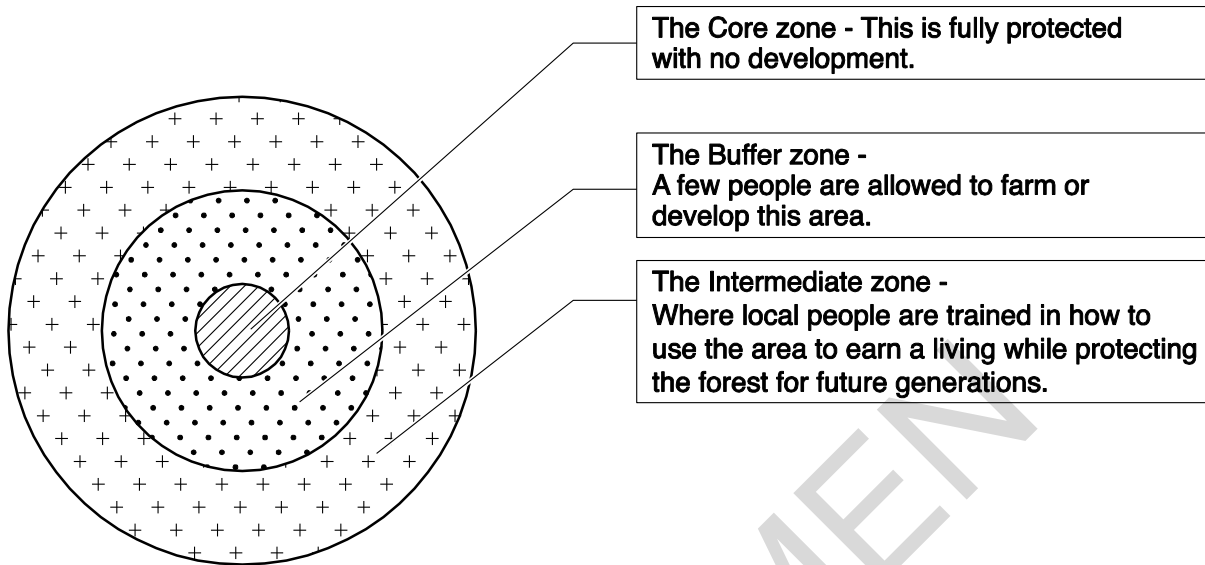 The Core zone - This is fully protected
with no development.
The Buffer zone -
A few people are allowed to farm or
develop this area.
The Intermediate zone -
Where local people are trained in how to
use the area to earn a living while protecting
the forest for future generations.
MEN